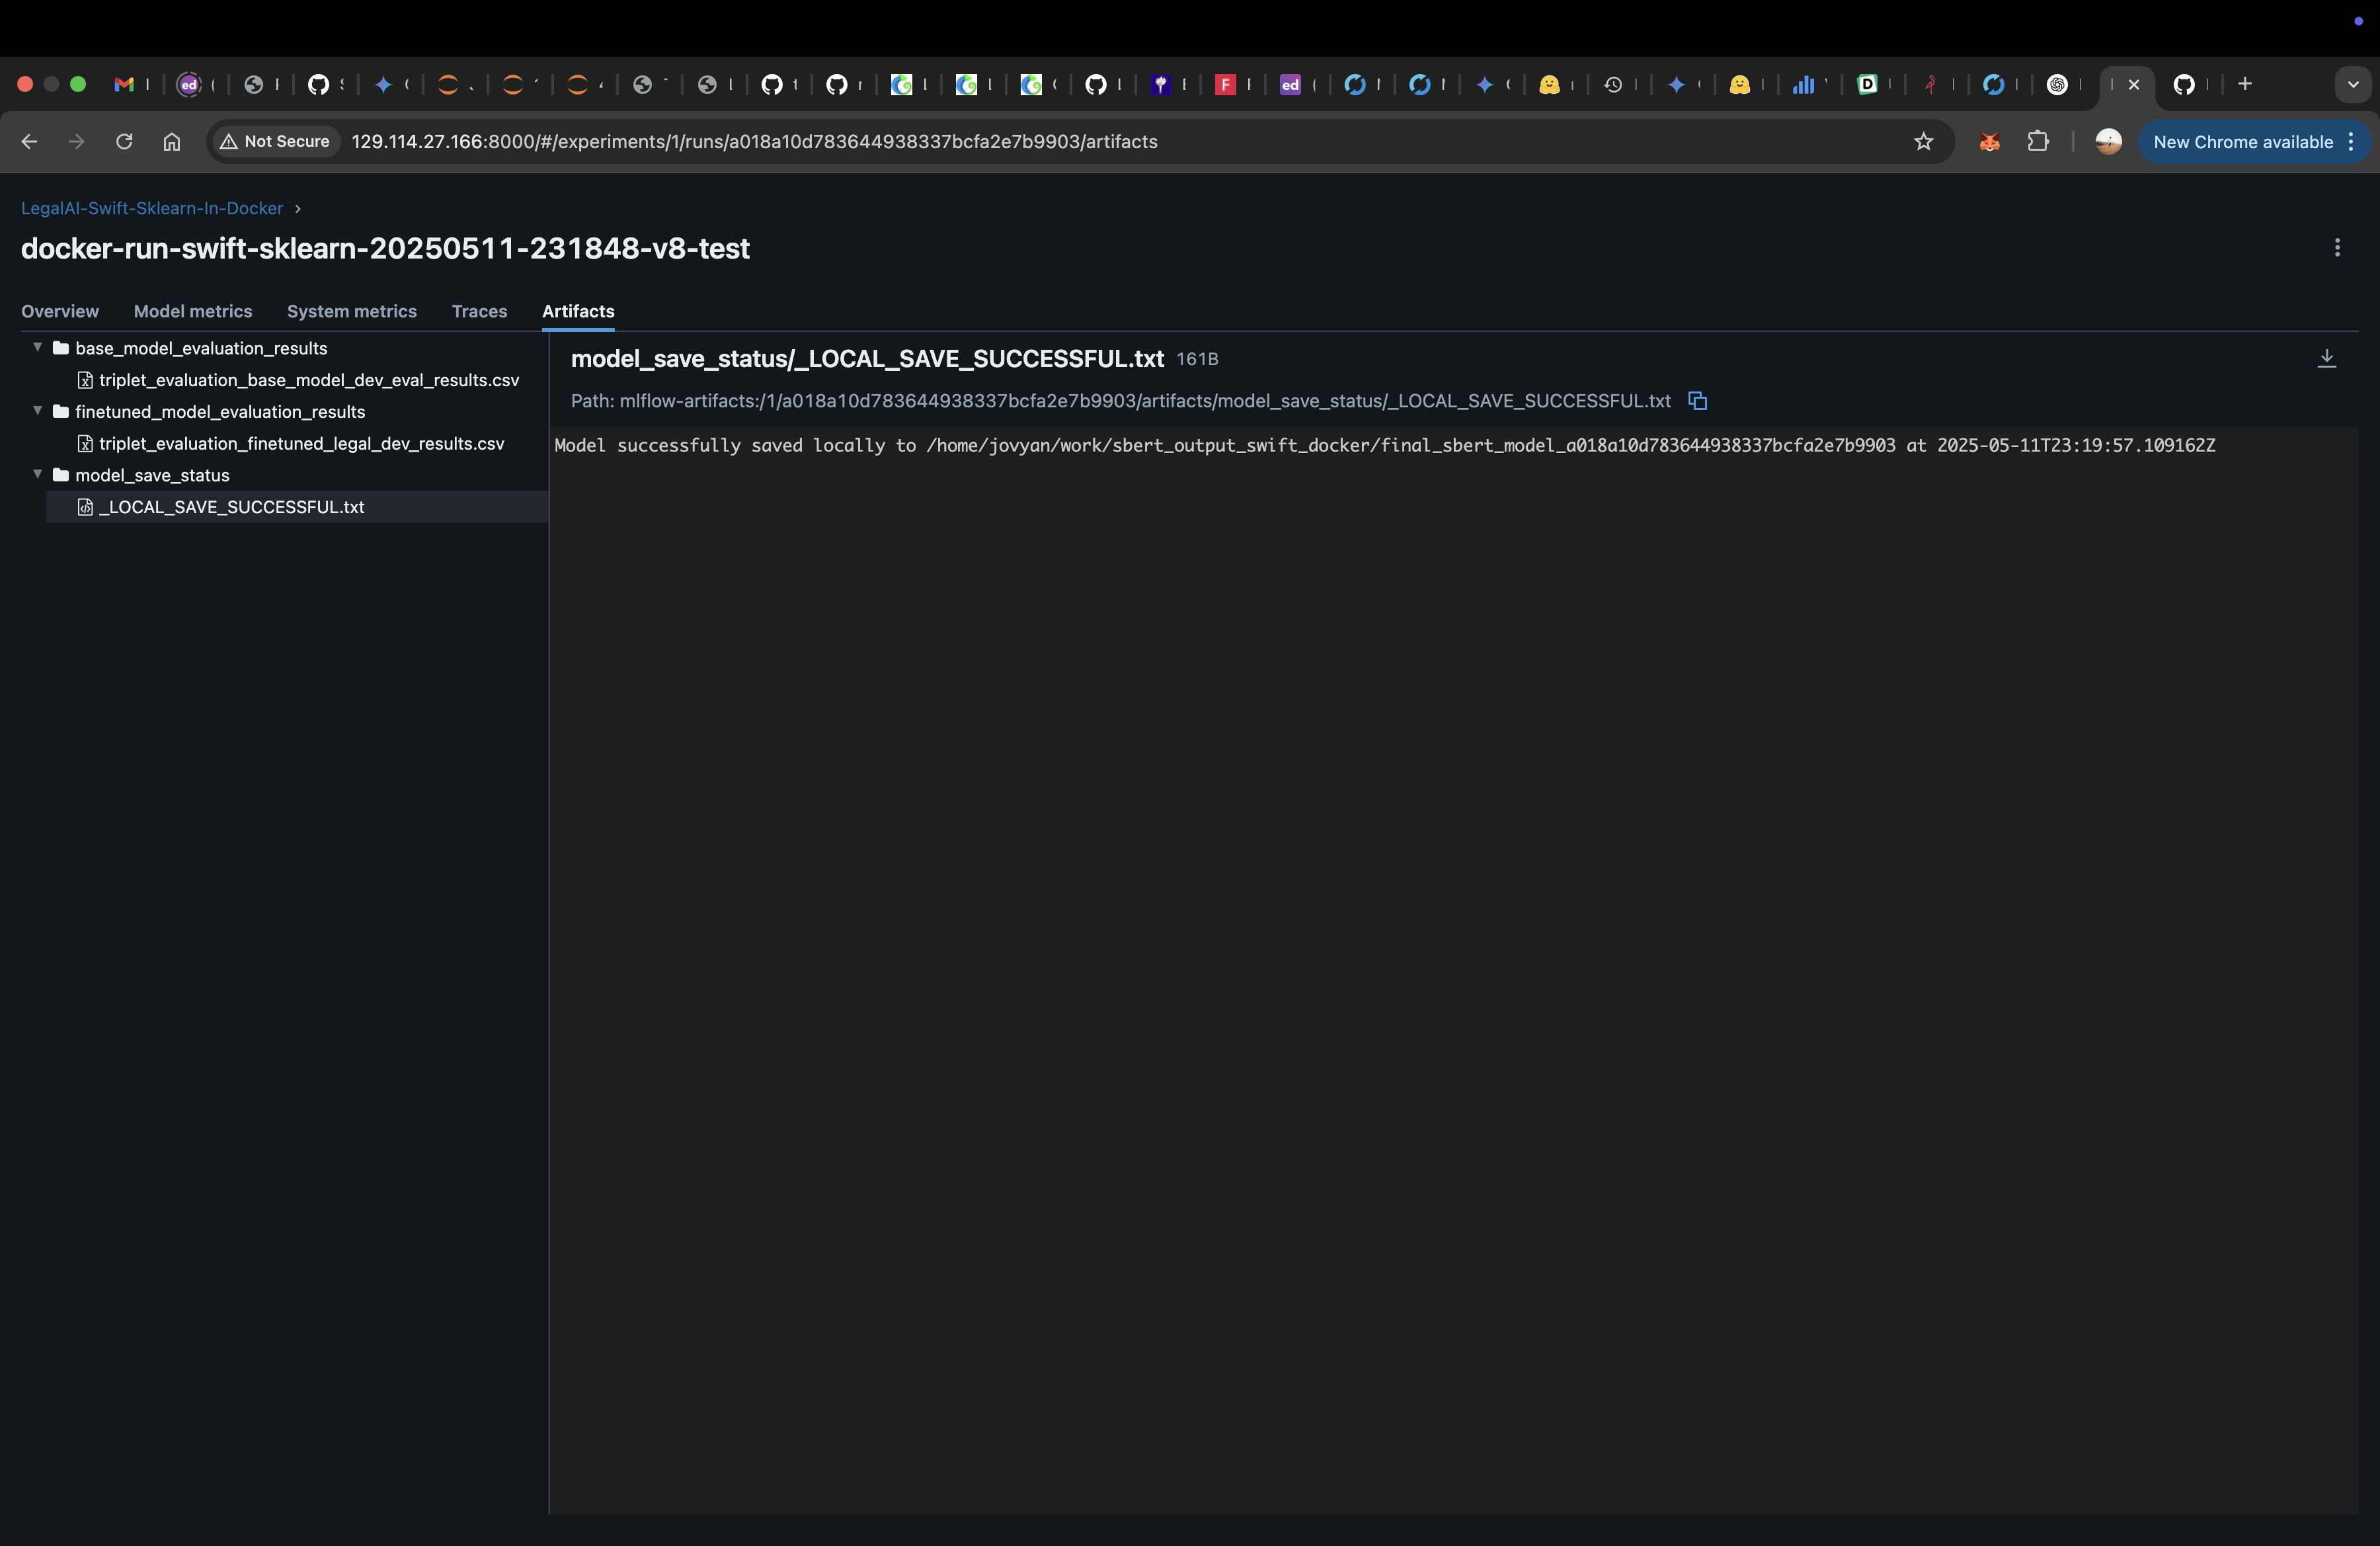 Not Secure 129.114.27.166:8000/#/experiments/1/runs/a018a10d783644938337bcfa2e7b9903/artifacts New Chrome available
LegalAI-Swift-Sklearn-In-Docker
docker-run-swift-sklearn-20250511-231848-v8-test
Overview Model metrics System metrics Traces Artifacts
base_model_evaluation_results
triplet_evaluation_base_model_dev_eval_results.csv
finetuned_model_evaluation_results
triplet_evaluation_finetuned_legal_dev_results.csv
model_save_status
_LOCAL_SAVE_SUCCESSFUL.txt
model_save_status/_LOCAL_SAVE_SUCCESSFUL.txt 161B
Path: mlflow-artifacts:/1/a018a10d783644938337bcfa2e7b9903/artifacts/model_save_status/_LOCAL_SAVE_SUCCESSFUL.txt
Model successfully saved locally to /home/jovyan/work/sbert_output_swift_docker/final_sbert_model_a018a10d783644938337bcfa2e7b9903 at 2025-05-11T23:19:57.109162Z